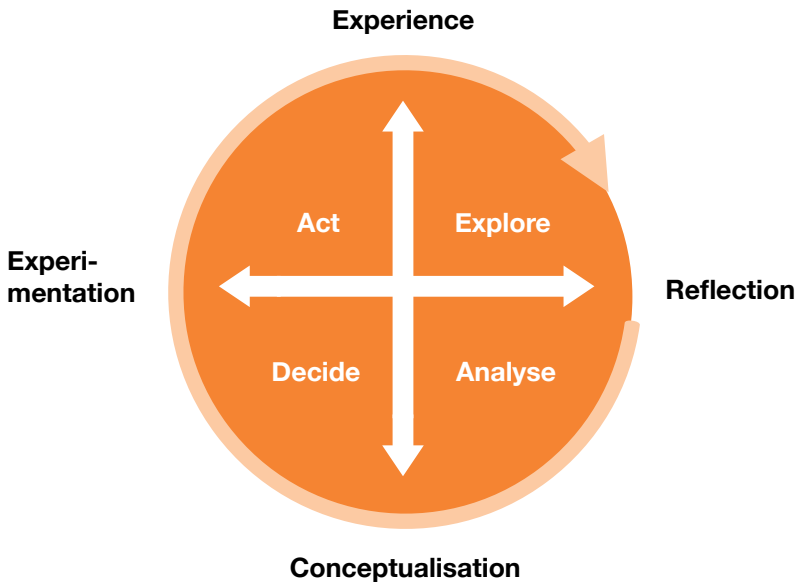 Experience
Act
Explore
Experi-
mentation
Reflection
Decide
Analyse
Conceptualisation